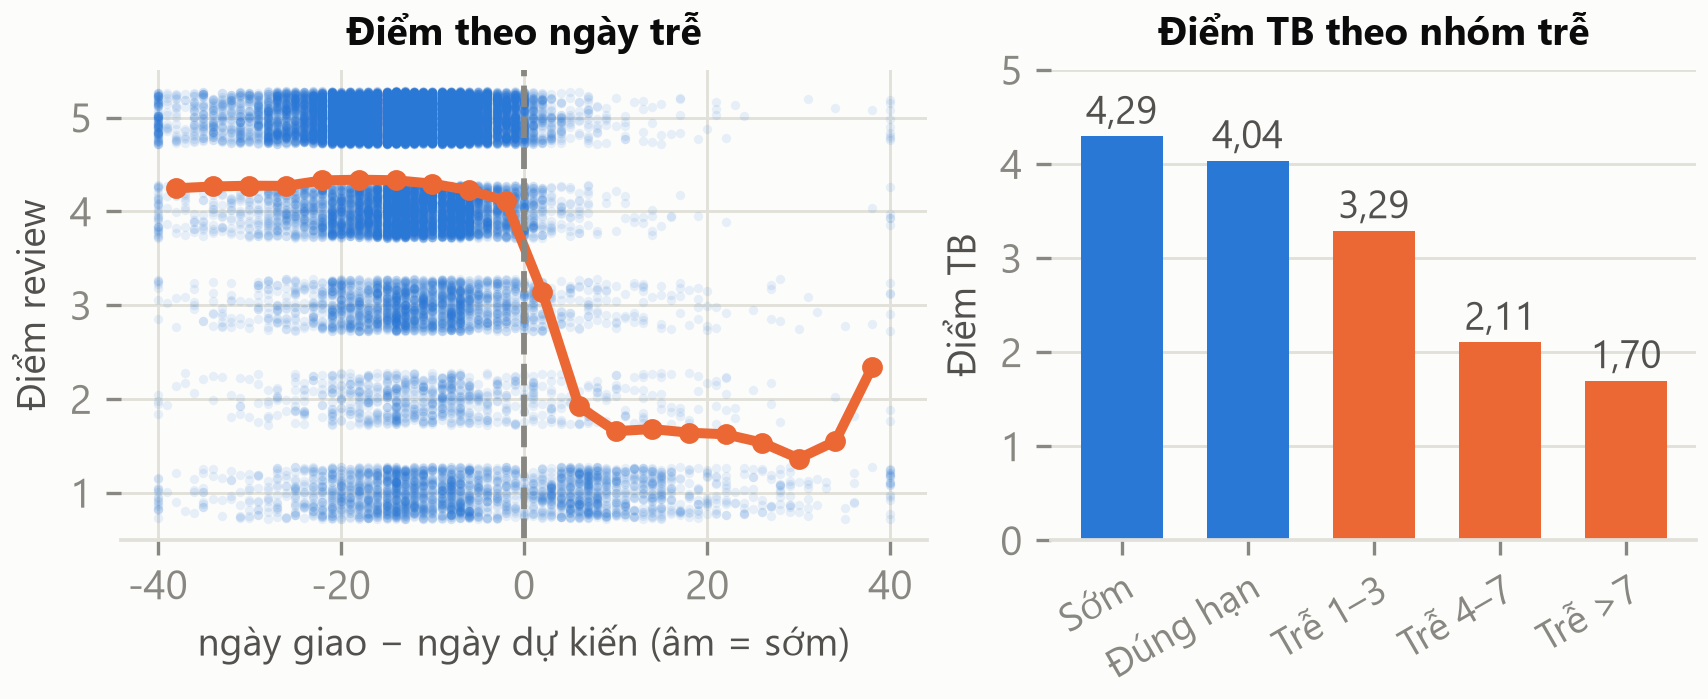 Điểm theo ngày trễ
Điểm review
5
4
3
2
1
-40
-20
0
20
40
ngày giao − ngày dự kiến (âm = sớm)
Điểm TB theo nhóm trễ
Điểm TB
5
4
3
2
1
0
4,29
4,04
3,29
2,11
1,70
Sớm
Đúng hạn
Trễ 1–3
Trễ 4–7
Trễ >7